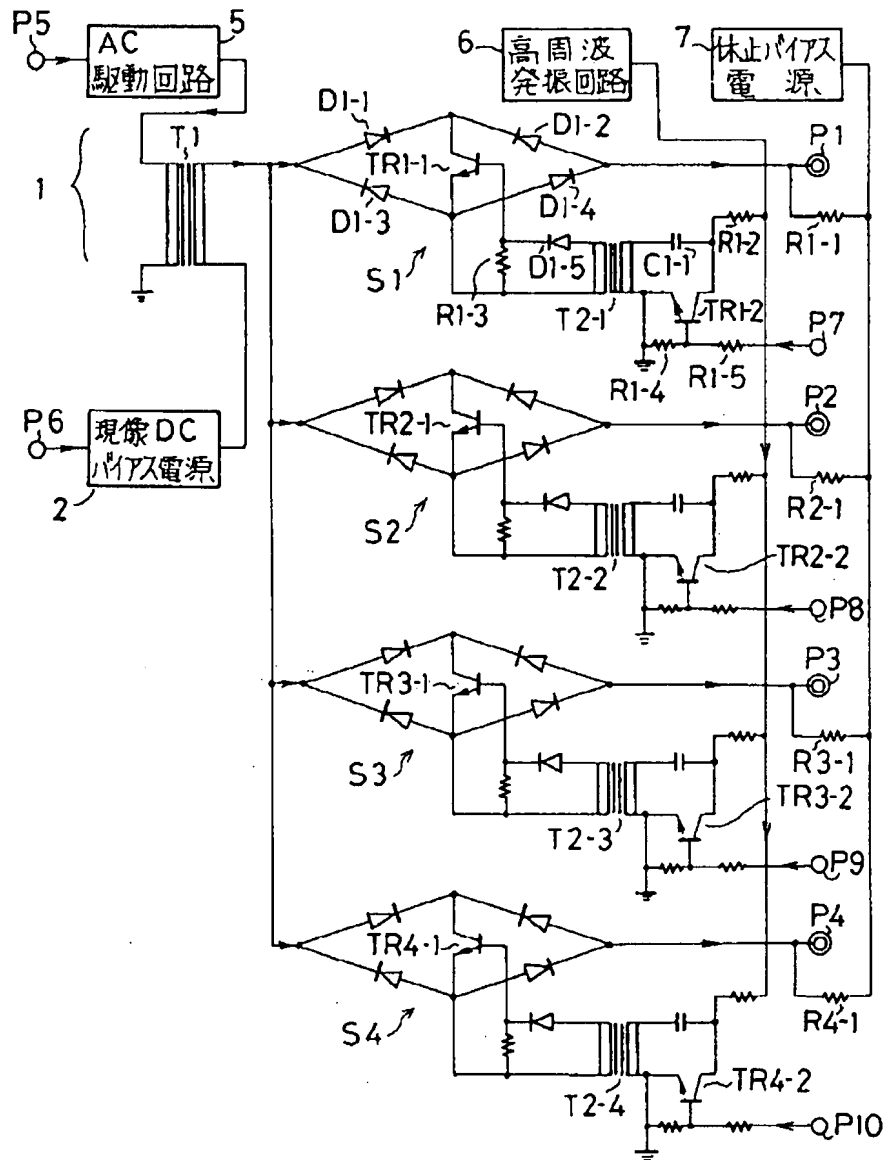 P5
5
AC
駆動回路
6
高周波
発振回路
7
休止バイアス
電源
1
T1
D1-1
D1-2
TR1-1
D1-3
D1-4
P1
S1
R1-3
D1-5
T2-1
C1-1
R1-2
R1-1
TR1-2
P7
R1-4
R1-5
P6
現像DC
バイアス電源
2
TR2-1
P2
S2
T2-2
R2-1
TR2-2
P8
TR3-1
P3
S3
T2-3
R3-1
TR3-2
P9
TR4-1
P4
S4
T2-4
R4-1
TR4-2
P10